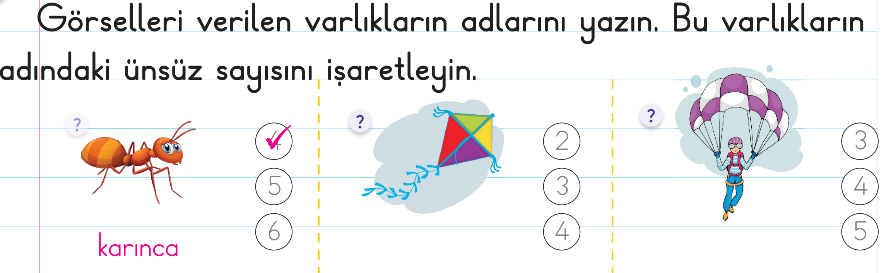 Görselleri verilen varlıkların adlarını yazın. Bu varlıkların
adındaki ünsüz sayısını işaretleyin.
? 4 ? 2 ? 3
5 3 4
6 4 5
karınca